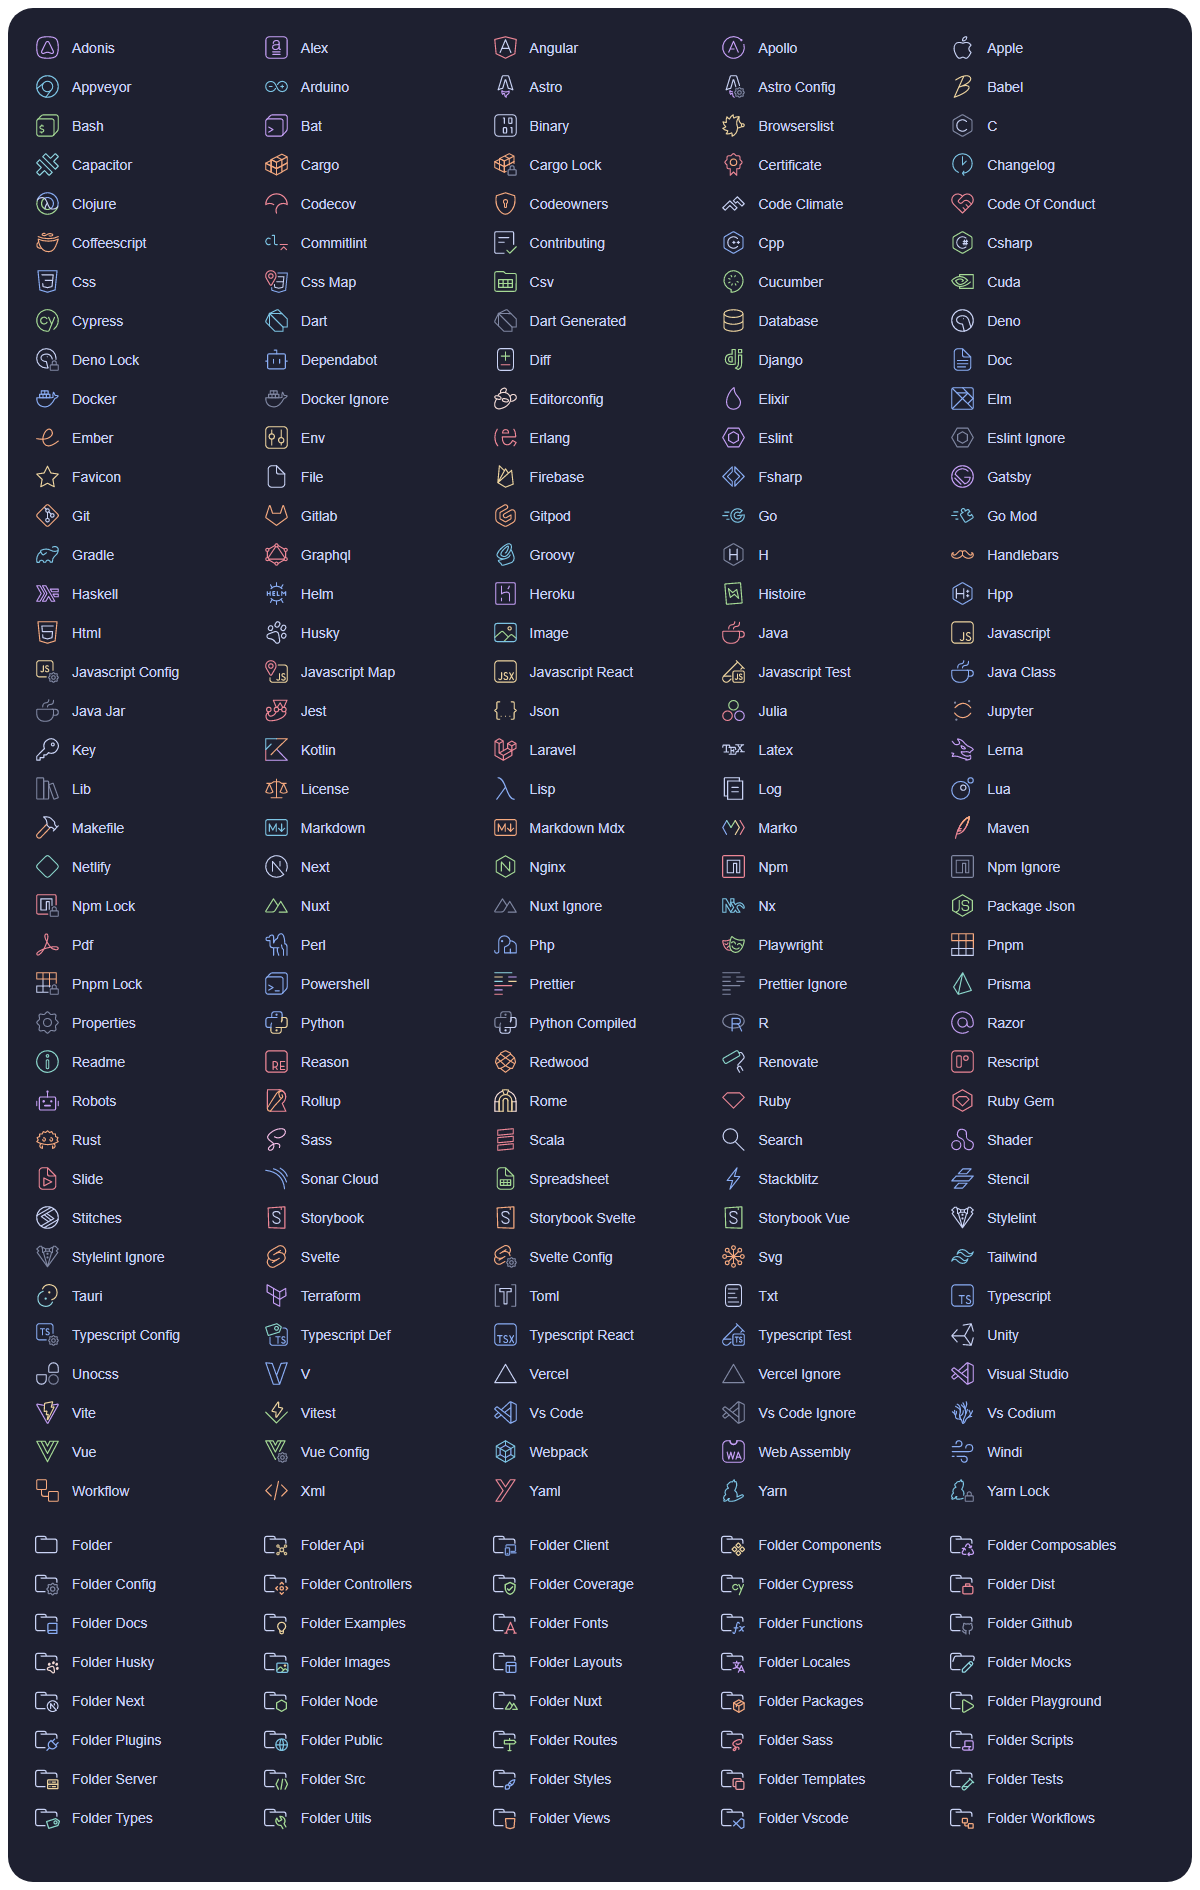 Adonis Alex Angular Apollo Apple
Appveyor Arduino Astro Astro Config Babel
Bash Bat Binary Browserslist C
Capacitor Cargo Cargo Lock Certificate Changelog
Clojure Codecov Codeowners Code Climate Code Of Conduct
Coffeescript Commitlint Contributing Cpp Csharp
Css Css Map Csv Cucumber Cuda
Cypress Dart Dart Generated Database Deno
Deno Lock Dependabot Diff Django Doc
Docker Docker Ignore Editorconfig Elixir Elm
Ember Env Erlang Eslint Eslint Ignore
Favicon File Firebase Fsharp Gatsby
Git Gitlab Gitpod Go Go Mod
Gradle Graphql Groovy H Handlebars
Haskell Helm Heroku Histoire Hpp
Html Husky Image Java Javascript
Javascript Config Javascript Map Javascript React Javascript Test Java Class
Java Jar Jest Json Julia Jupyter
Key Kotlin Laravel Latex Lerna
Lib License Lisp Log Lua
Makefile Markdown Markdown Mdx Marko Maven
Netlify Next Nginx Npm Npm Ignore
Npm Lock Nuxt Nuxt Ignore Nx Package Json
Pdf Perl Php Playwright Pnpm
Pnpm Lock Powershell Prettier Prettier Ignore Prisma
Properties Python Python Compiled R Razor
Readme Reason Redwood Renovate Rescript
Robots Rollup Rome Ruby Ruby Gem
Rust Sass Scala Search Shader
Slide Sonar Cloud Spreadsheet Stackblitz Stencil
Stitches Storybook Storybook Svelte Storybook Vue Stylelint
Stylelint Ignore Svelte Svelte Config Svg Tailwind
Tauri Terraform Toml Txt Typescript
Typescript Config Typescript Def Typescript React Typescript Test Unity
Unocss V Vercel Vercel Ignore Visual Studio
Vite Vitest Vs Code Vs Code Ignore Vs Codium
Vue Vue Config Webpack Web Assembly Windi
Workflow Xml Yaml Yarn Yarn Lock
Folder Folder Api Folder Client Folder Components Folder Composables
Folder Config Folder Controllers Folder Coverage Folder Cypress Folder Dist
Folder Docs Folder Examples Folder Fonts Folder Functions Folder Github
Folder Husky Folder Images Folder Layouts Folder Locales Folder Mocks
Folder Next Folder Node Folder Nuxt Folder Packages Folder Playground
Folder Plugins Folder Public Folder Routes Folder Sass Folder Scripts
Folder Server Folder Src Folder Styles Folder Templates Folder Tests
Folder Types Folder Utils Folder Views Folder Vscode Folder Workflows